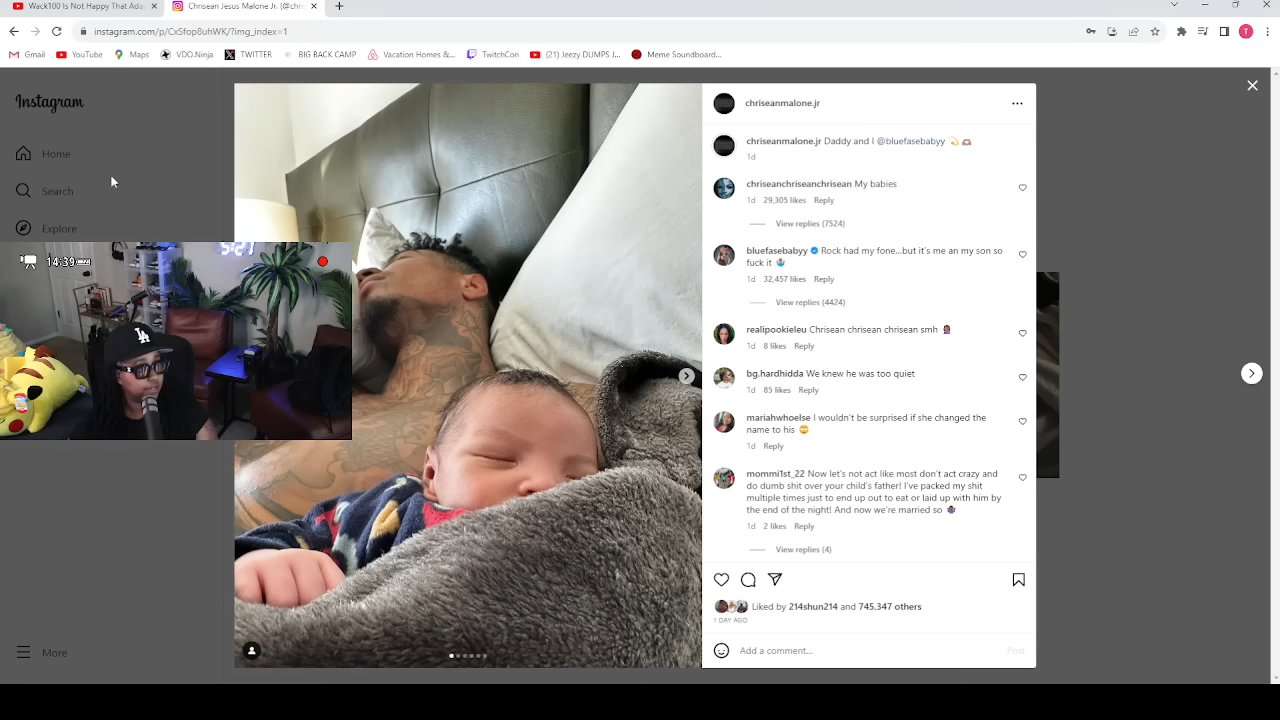 Wack100 Is Not Happy That Ada
Chrisean Jesus Malone Jr. (@chr
instagram.com/p/CxSfop8uhWK/?img_index=1
Gmail
YouTube
Maps
VDO.Ninja
TWITTER
BIG BACK CAMP
Vacation Homes &...
TwitchCon
(21) Jeezy DUMPS J...
Meme Soundboard...
Instagram
Home
Search
Explore
More
5:27
14:39
LA
chriseanmalone.jr
chriseanmalone.jr Daddy and I @bluefasebabyy 💫 🫶🏽
1d
chriseanchriseanchrisean My babies
1d 29,305 likes Reply
View replies (7524)
bluefasebabyy Rock had my fone...but it's me an my son so
fuck it 🤷🏽‍♂️
1d 32,457 likes Reply
View replies (4424)
realipookieleu Chrisean chrisean chrisean smh 🤦🏾‍♀️
1d 8 likes Reply
bg.hardhidda We knew he was too quiet
1d 85 likes Reply
mariahwhoelse I wouldn't be surprised if she changed the
name to his
1d Reply
mommi1st_22 Now let's not act like most don't act crazy and
do dumb shit over your child's father! I've packed my shit
multiple times just to end up out to eat or laid up with him by
the end of the night! And now we're married so 🤷🏾‍♀️
1d 2 likes Reply
View replies (4)
Liked by 214shun214 and 745,347 others
1 DAY AGO
Add a comment...
Post